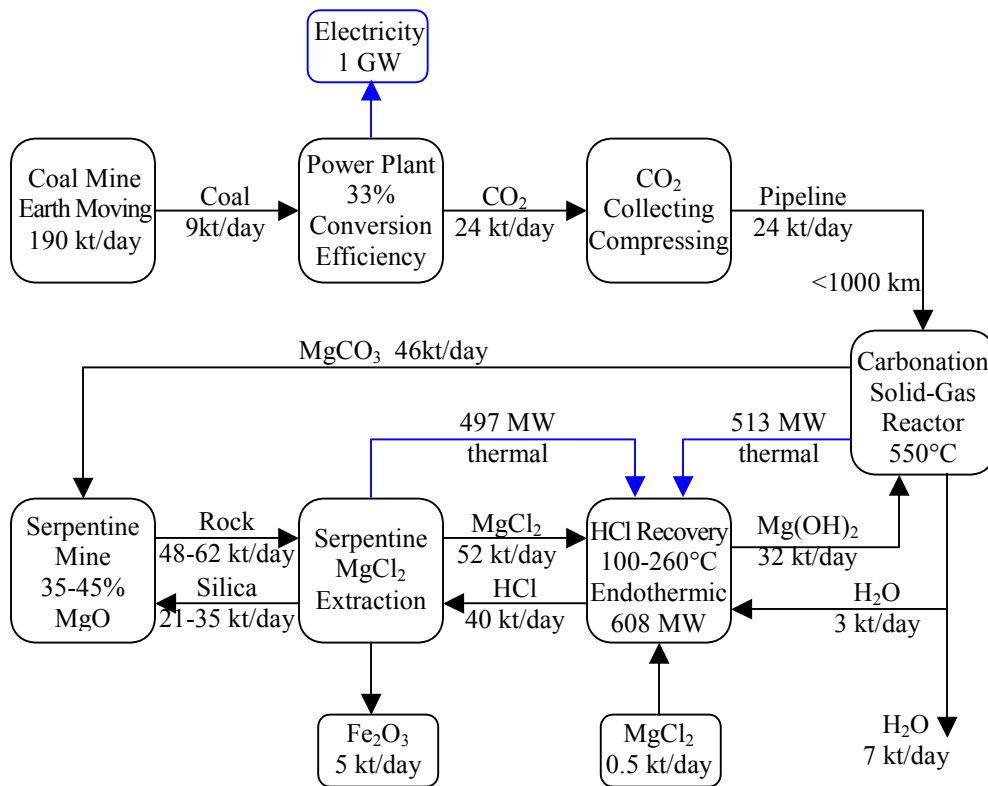 Electricity
1 GW
Coal Mine
Earth Moving
190 kt/day
Coal
9kt/day
Power Plant
33%
Conversion
Efficiency
CO₂
24 kt/day
CO₂
Collecting
Compressing
Pipeline
24 kt/day
<1000 km
MgCO₃ 46kt/day
Carbonation
Solid-Gas
Reactor
550°C
497 MW
thermal
513 MW
thermal
Serpentine
Mine
35-45%
MgO
Rock
48-62 kt/day
Silica
21-35 kt/day
Serpentine
MgCl₂
Extraction
MgCl₂
52 kt/day
HCl
40 kt/day
HCl Recovery
100-260°C
Endothermic
608 MW
Mg(OH)₂
32 kt/day
H₂O
3 kt/day
Fe₂O₃
5 kt/day
MgCl₂
0.5 kt/day
H₂O
7 kt/day